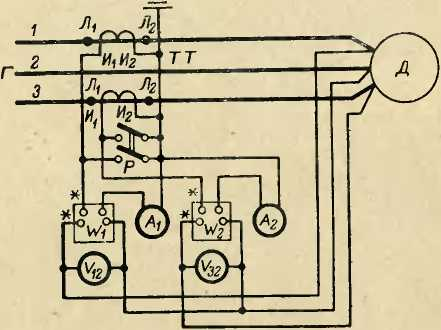 1 Л₁ Л₂
И₁ И₂ ТТ
Г 2 Д
3 Л₁ Л₂
И₁ И₂
Р
* *
* W₁ A₁ * W₂ A₂
V₁₂ V₃₂